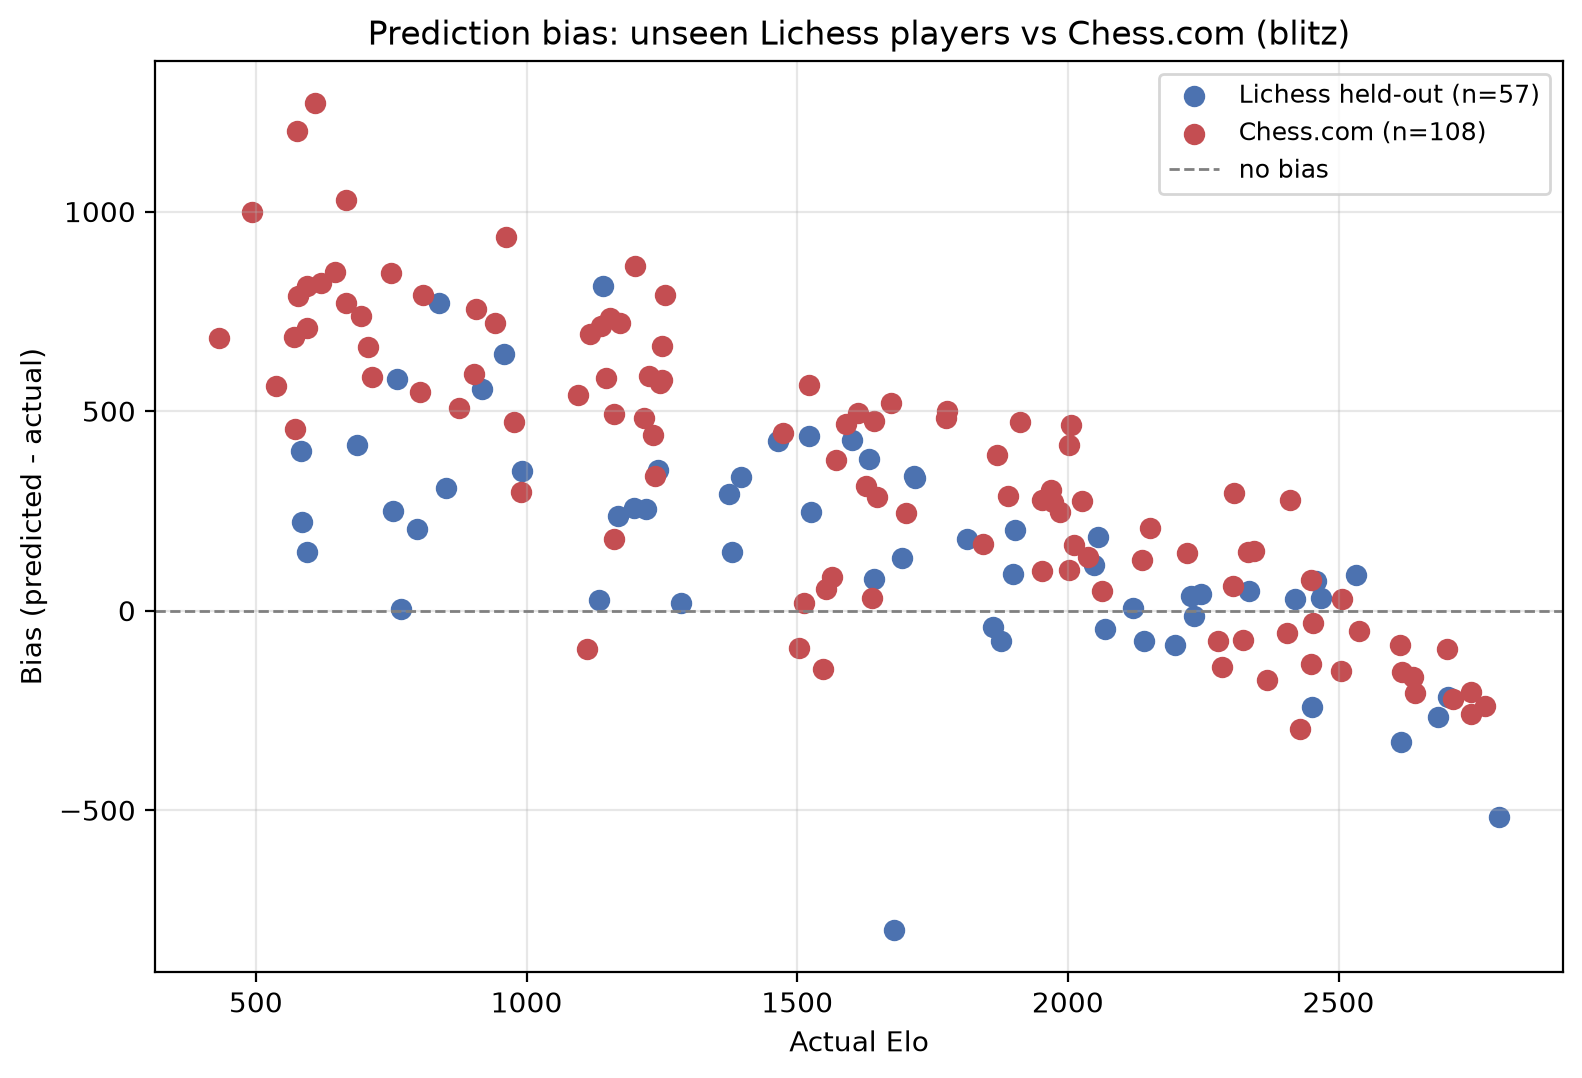 Prediction bias: unseen Lichess players vs Chess.com (blitz)
Lichess held-out (n=57)
Chess.com (n=108)
no bias
Bias (predicted - actual)
1000
500
0
−500
500
1000
1500
2000
2500
Actual Elo